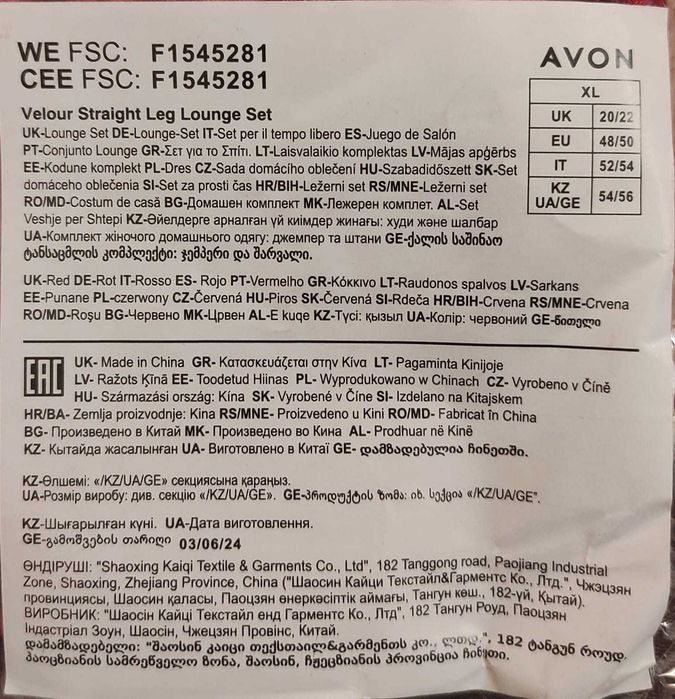 WE FSC: F1545281
CEE FSC: F1545281
AVON
XL
UK 20/22
EU 48/50
IT 52/54
KZ UA/GE 54/56
Velour Straight Leg Lounge Set
UK-Lounge Set DE-Lounge-Set IT-Set per il tempo libero ES-Juego de Salón
PT-Conjunto Lounge GR-Σετ για το Σπίτι. LT-Laisvalaikio komplektas LV-Mājas apģērbs
EE-Kodune komplekt PL-Dres CZ-Sada domácího oblečení HU-Szabadidőszett SK-Set
domáceho oblečenia SI-Set za prosti čas HR/BIH-Ležerni set RS/MNE-Ležerni set
RO/MD-Costum de casă BG-Домашен комплект MK-Лежерен комплет. AL-Set
Veshje per Shtepi KZ-Әйелдерге арналған үй киімдер жинағы: худи және шалбар
UA-Комплект жіночого домашнього одягу: джемпер та штани GE-ქალის საშინაო
ტანსაცმლის კომპლექტი: ჯემპერი და შარვალი.
UK-Red DE-Rot IT-Rosso ES- Rojo PT-Vermelho GR-Κόκκινο LT-Raudonos spalvos LV-Sarkans
EE-Punane PL-czerwony CZ-Červená HU-Piros SK-Červená SI-Rdeča HR/BIH-Crvena RS/MNE-Crvena
RO/MD-Roşu BG-Червено MK-Црвен AL-E kuqe KZ-Түсі: қызыл UA-Колір: червоний GE-წითელი
EAC
UK- Made in China GR- Κατασκευάζεται στην Κίνα LT- Pagaminta Kinijoje
LV- Ražots Ķīnā EE- Toodetud Hiinas PL- Wyprodukowano w Chinach CZ- Vyrobeno v Číně
HU- Származási ország: Kína SK- Vyrobené v Číne SI- Izdelano na Kitajskem
HR/BA- Zemlja proizvodnje: Kina RS/MNE- Proizvedeno u Kini RO/MD- Fabricat în China
BG- Произведено в Китай MK- Произведено во Кина AL- Prodhuar në Kinë
KZ- Қытайда жасалынған UA- Виготовлено в Китаї GE- დამზადებულია ჩინეთში.
KZ-Өлшемі: «/KZ/UA/GE» секциясына қараңыз.
UA-Розмір виробу: див. секцію «/KZ/UA/GE». GE-პროდუქტის ზომა: იხ. სექცია «/KZ/UA/GE".
KZ-Шығарылған күні. UA-Дата виготовлення.
GE-გამოშვების თარიღი 03/06/24
ӨНДІРУШІ: "Shaoxing Kaiqi Textile & Garments Co., Ltd", 182 Tanggong road, Paojiang Industrial
Zone, Shaoxing, Zhejiang Province, China ("Шаосин Кайци Текстайл&Гарментс Ко., Лтд.", Чжэцзян
провинциясы, Шаосин қаласы, Паоцзян өнеркәсіптік аймағы, Тангун көш., 182-үй, Қытай).
ВИРОБНИК: "Шаосін Кайці Текстайл енд Гарментс Ко., Лтд", 182 Тангун Роуд, Паоцзян
Індастріал Зоун, Шаосін, Чжецзян Провінс, Китай.
დამამზადებელი: "შაოსინ კაიცი თექსთაილ&გარმენთს კო., ლთდ.", 182 ტანგუნ როუდ,
პაოცზიანის სამრეწველო ზონა, შაოსინ, ჩჟეცზიანის პროვინცია ჩინეთი.